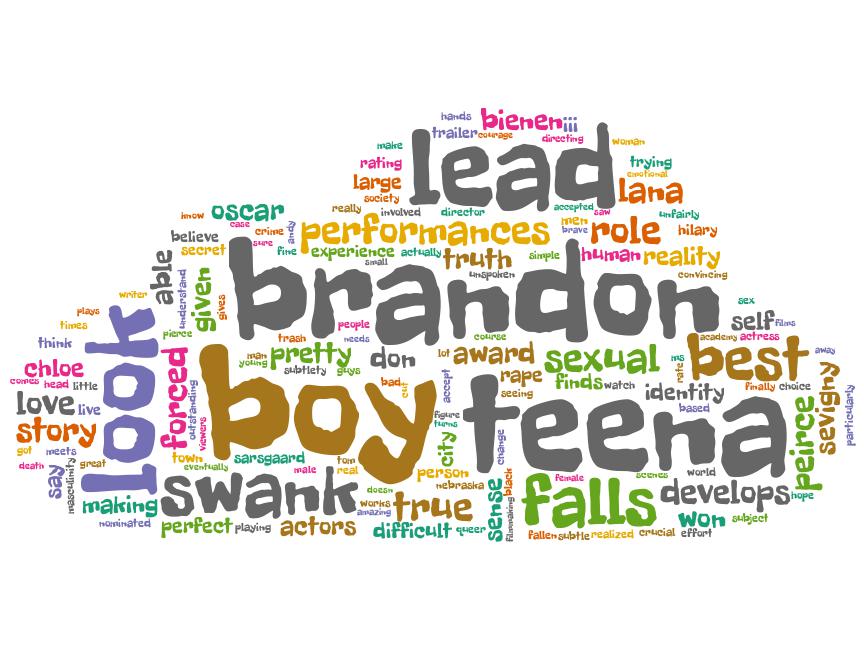 hands bienen iii
trailer courage
make directing woman
rating lead trying
emotional
large lana
society
know oscar really involved director accepted saw unfairly
case men
believe crime andy performances brave role hilary
secret sure fine experience actually truth simple human reality
able small unspoken convincing
understand given brandon
writer gives sex
plays
times pierce trash people course self films
think needs academy actress
look man pretty don lot award sexual ms best away
chloe forced young guys rate
comes head little subtlety bad rape finds watch finally choice
love live outstanding boy cut accept seeing identity sevigny particularly
story viewers figure teena based peirce
turns
got meets town sarsgaard tom city change
death great eventually male real person female scenes world
say masculinity swank doesn nebraska sense black falls develops hope
making works true
nominated amazing filmmaking won subject
perfect playing actors difficult queer fallen subtle realized crucial effort